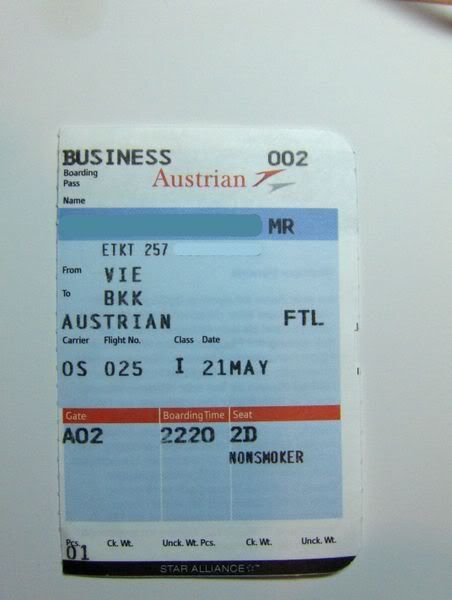 BUSINESS 002
Boarding
Pass
Austrian
Name
MR
ETKT 257
From VIE
To BKK
AUSTRIAN FTL
Carrier Flight No. Class Date
OS 025 I 21MAY
Gate Boarding Time Seat
A02 2220 2D
NONSMOKER
Pcs. Ck. Wt. Unck. Wt. Pcs. Ck. Wt. Unck. Wt.
01
STAR ALLIANCE